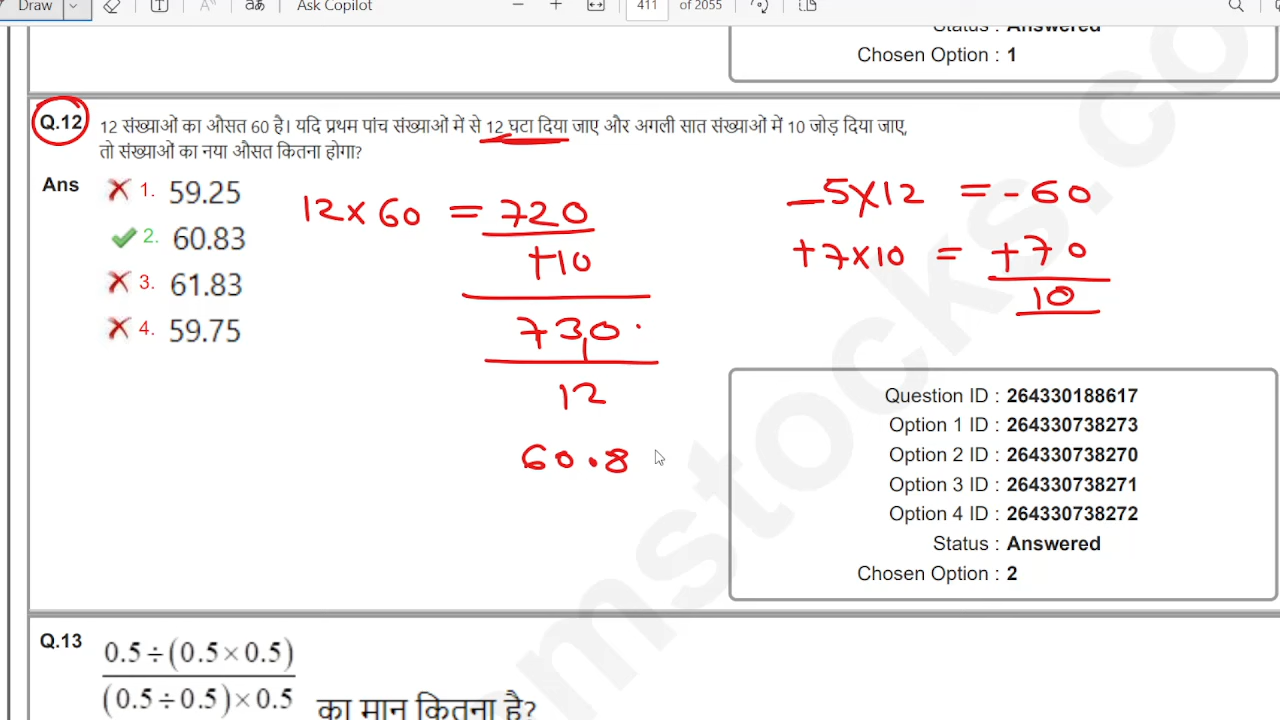 Draw
Ask Copilot
411 of 2055
Status : Answered
Chosen Option : 1
Q.12 12 संख्याओं का औसत 60 है। यदि प्रथम पांच संख्याओं में से 12 घटा दिया जाए और अगली सात संख्याओं में 10 जोड़ दिया जाए,
तो संख्याओं का नया औसत कितना होगा?
Ans
1. 59.25
2. 60.83
3. 61.83
4. 59.75
12 x 60 = 720
+10
730
12
60.8
-5x12 = -60
+7x10 = +70
10
Question ID : 264330188617
Option 1 ID : 264330738273
Option 2 ID : 264330738270
Option 3 ID : 264330738271
Option 4 ID : 264330738272
Status : Answered
Chosen Option : 2
Q.13
0.5÷(0.5×0.5)
(0.5÷0.5)×0.5 का मान कितना है?
emstocks.co